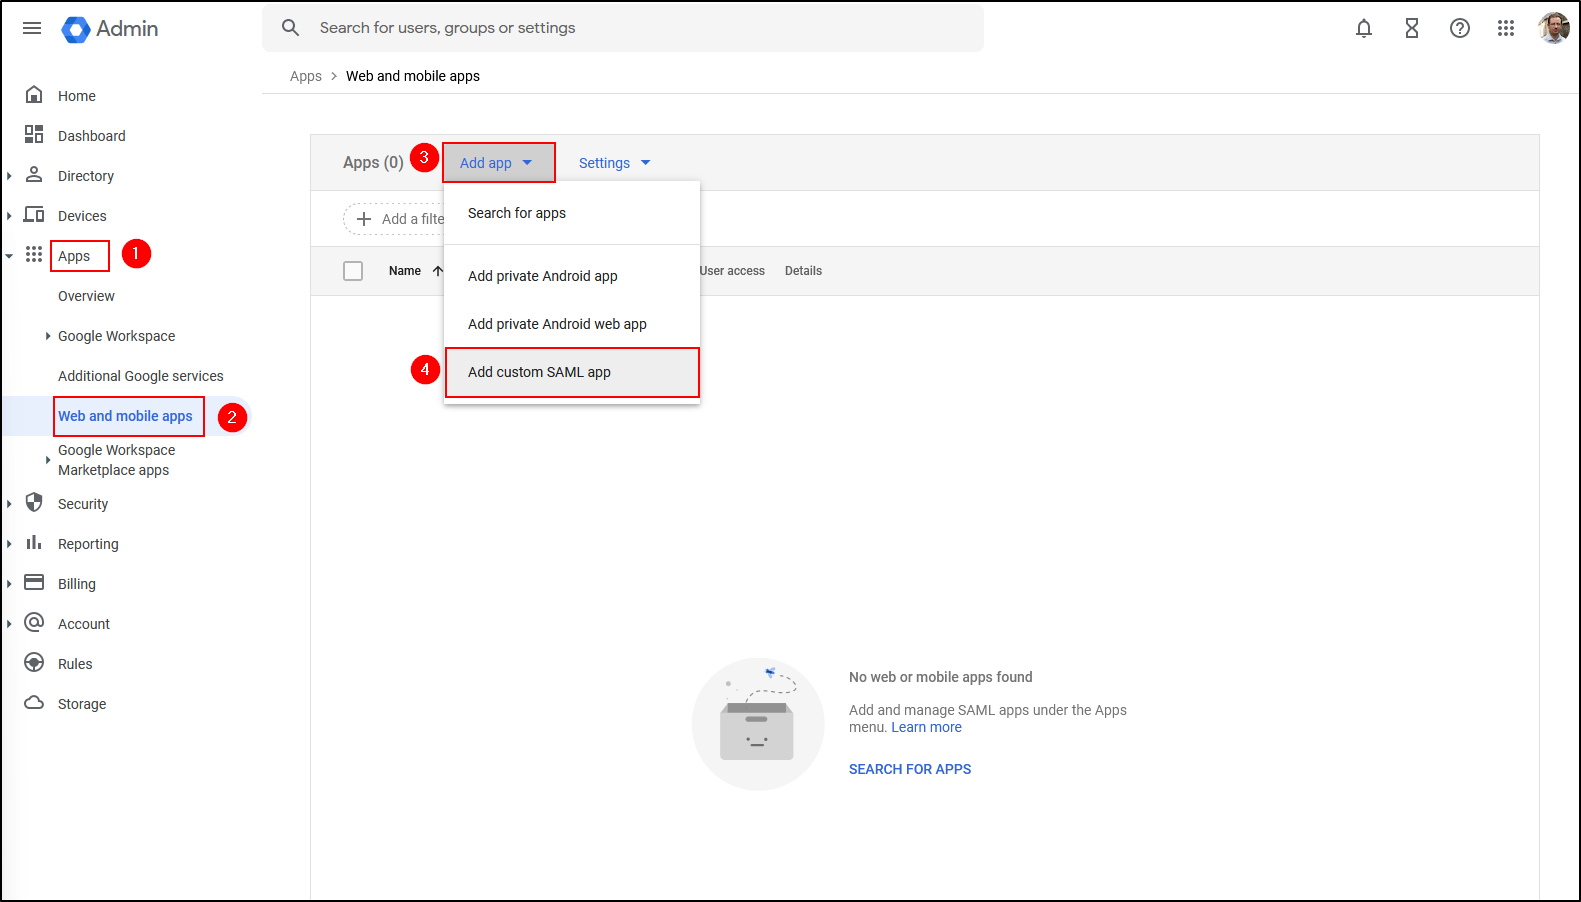 Admin
Search for users, groups or settings
Apps > Web and mobile apps
Home
Dashboard
Directory
Devices
Apps 1
Overview
Google Workspace
Additional Google services
Web and mobile apps 2
Google Workspace
Marketplace apps
Security
Reporting
Billing
Account
Rules
Storage
Apps (0) 3 Add app Settings
Add a filte
Search for apps
Add private Android app
Add private Android web app
4 Add custom SAML app
Name User access Details
No web or mobile apps found
Add and manage SAML apps under the Apps
menu. Learn more
SEARCH FOR APPS